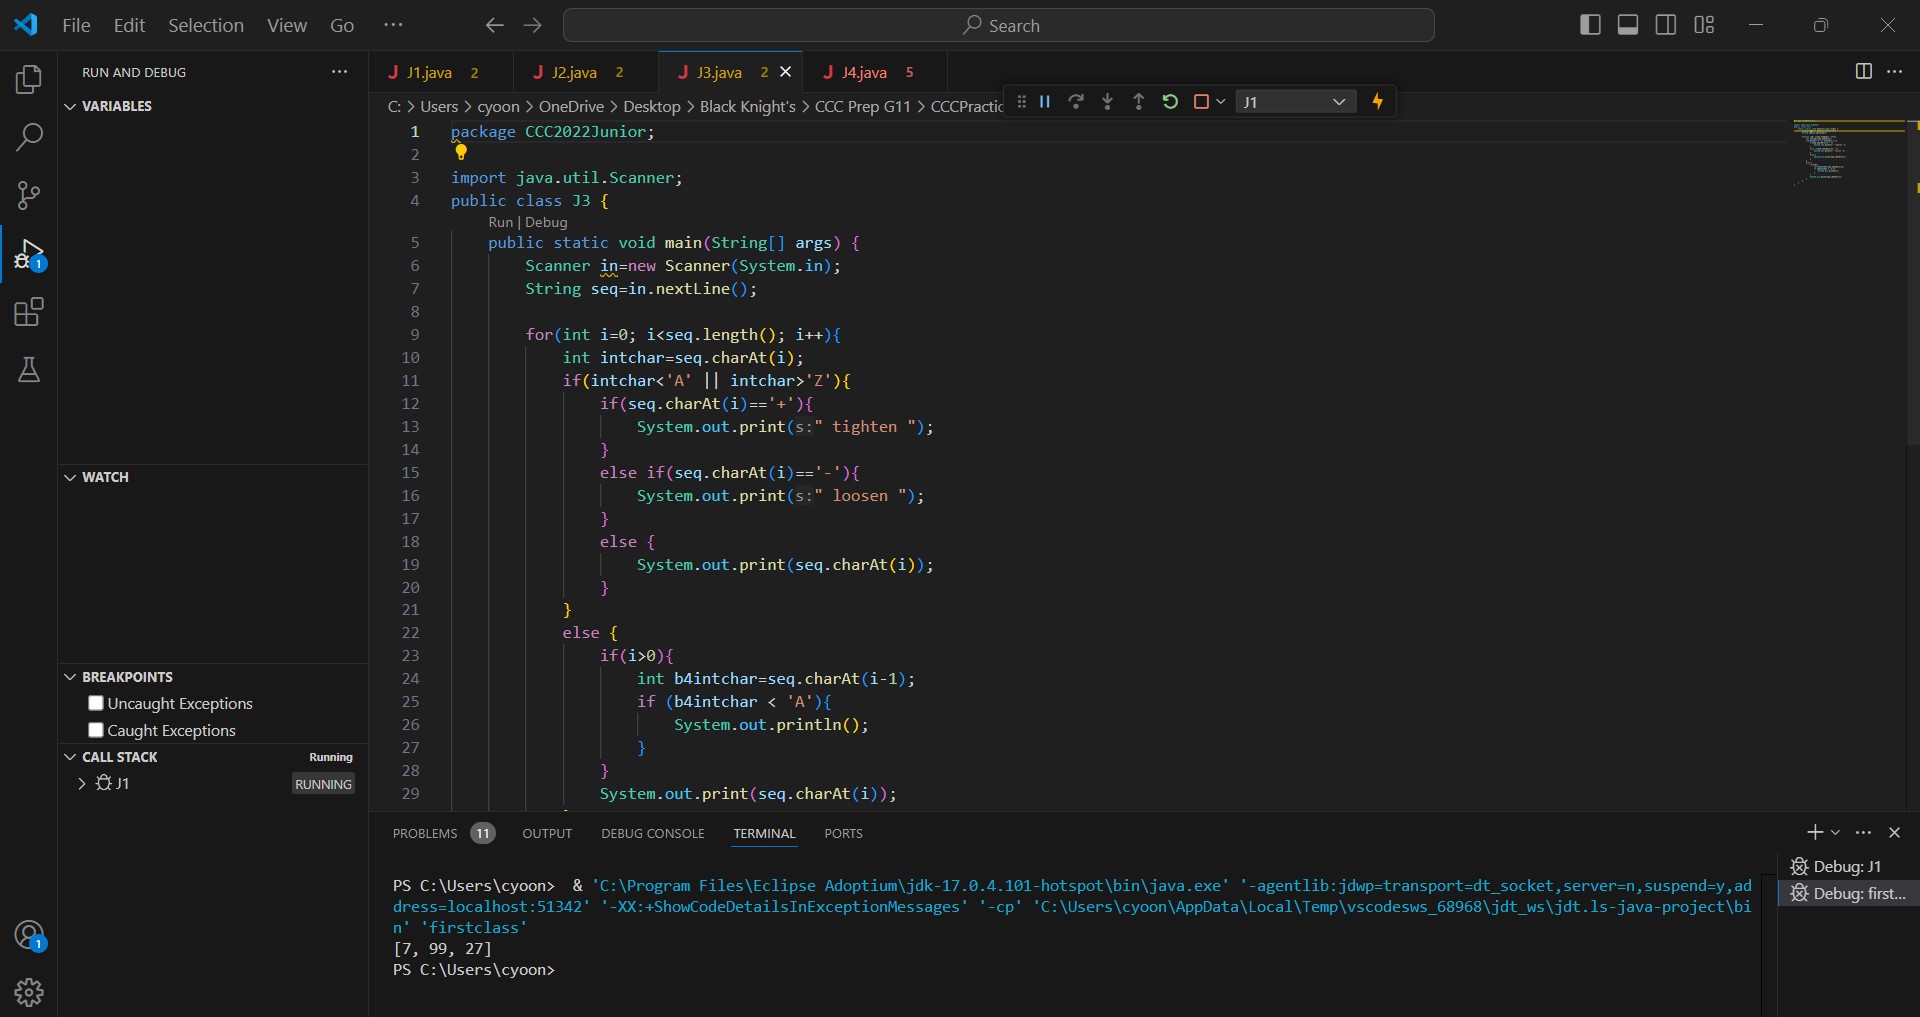 File Edit Selection View Go ··· Search
RUN AND DEBUG ···
VARIABLES
WATCH
BREAKPOINTS
Uncaught Exceptions
Caught Exceptions
CALL STACK Running
J1 RUNNING
1
1
J J1.java 2 J J2.java 2 J J3.java 2 J J4.java 5
C: > Users > cyoon > OneDrive > Desktop > Black Knight's > CCC Prep G11 > CCCPractic
J1
1 package CCC2022Junior;
2
3 import java.util.Scanner;
4 public class J3 {
Run | Debug
5 public static void main(String[] args) {
6 Scanner in=new Scanner(System.in);
7 String seq=in.nextLine();
8
9 for(int i=0; i<seq.length(); i++){
10 int intchar=seq.charAt(i);
11 if(intchar<'A' || intchar>'Z'){
12 if(seq.charAt(i)=='+'){
13 System.out.print(s:" tighten ");
14 }
15 else if(seq.charAt(i)=='-'){
16 System.out.print(s:" loosen ");
17 }
18 else {
19 System.out.print(seq.charAt(i));
20 }
21 }
22 else {
23 if(i>0){
24 int b4intchar=seq.charAt(i-1);
25 if (b4intchar < 'A'){
26 System.out.println();
27 }
28 }
29 System.out.print(seq.charAt(i));
PROBLEMS 11 OUTPUT DEBUG CONSOLE TERMINAL PORTS
PS C:\Users\cyoon>  & 'C:\Program Files\Eclipse Adoptium\jdk-17.0.4.101-hotspot\bin\java.exe' '-agentlib:jdwp=transport=dt_socket,server=n,suspend=y,ad
dress=localhost:51342' '-XX:+ShowCodeDetailsInExceptionMessages' '-cp' 'C:\Users\cyoon\AppData\Local\Temp\vscodesws_68968\jdt_ws\jdt.ls-java-project\bi
n' 'firstclass'
[7, 99, 27]
PS C:\Users\cyoon>
Debug: J1
Debug: first...